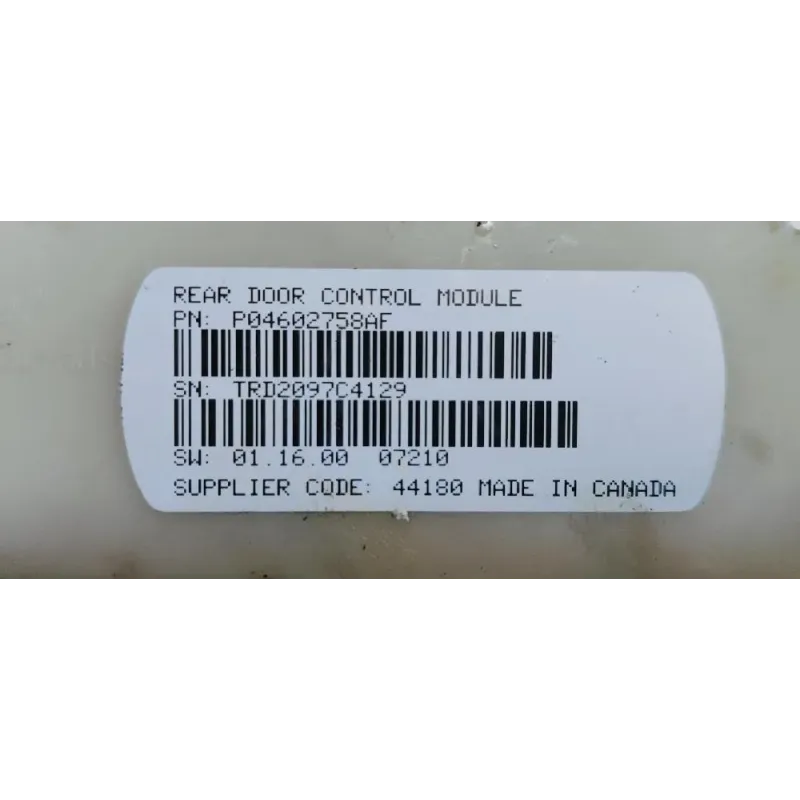 REAR DOOR CONTROL MODULE
PN: P04602758AF
SN: TRD2097C4129
SW: 01.16.00 07210
SUPPLIER CODE: 44180 MADE IN CANADA